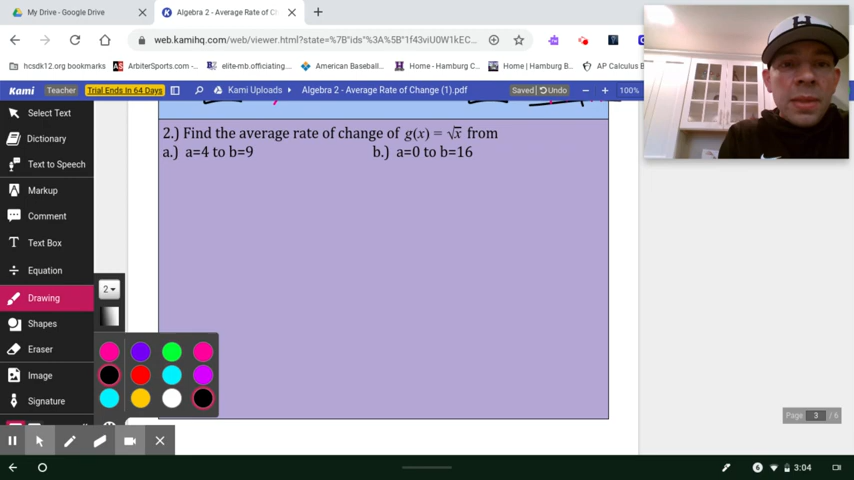 My Drive - Google Drive
Algebra 2 - Average Rate of Ch
web.kamihq.com/web/viewer.html?state=%7B"ids"%3A%5B"1f43viU0W1kEC...
hcsdk12.org bookmarks
ArbiterSports.com -...
elite-mb.officiating...
American Baseball...
Home - Hamburg C...
Home | Hamburg B...
AP Calculus B
Kami
Teacher
Trial Ends In 64 Days
Kami Uploads
Algebra 2 - Average Rate of Change (1).pdf
Saved
Undo
100%
Select Text
Dictionary
Text to Speech
Markup
Comment
Text Box
Equation
Drawing
Shapes
Eraser
Image
Signature
2
2.) Find the average rate of change of g(x) = √x from
a.) a=4 to b=9 b.) a=0 to b=16
Page 3 / 6
H
6 3:04